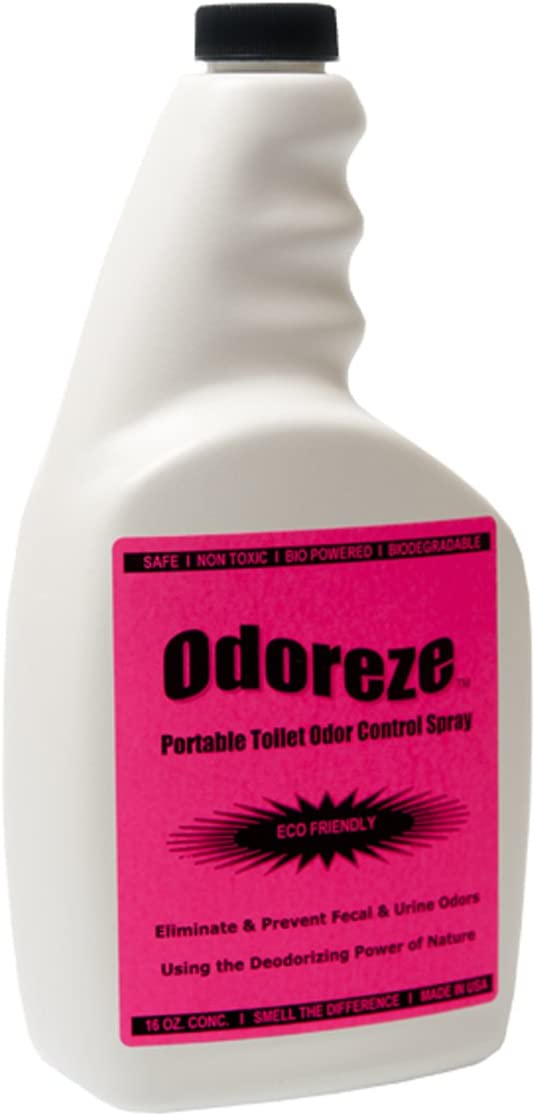 SAFE I NON TOXIC I BIO POWERED I BIODEGRADABLE
Odoreze™
Portable Toilet Odor Control Spray
ECO FRIENDLY
Eliminate & Prevent Fecal & Urine Odors
Using the Deodorizing Power of Nature
16 OZ. CONC. I SMELL THE DIFFERENCE I MADE IN USA